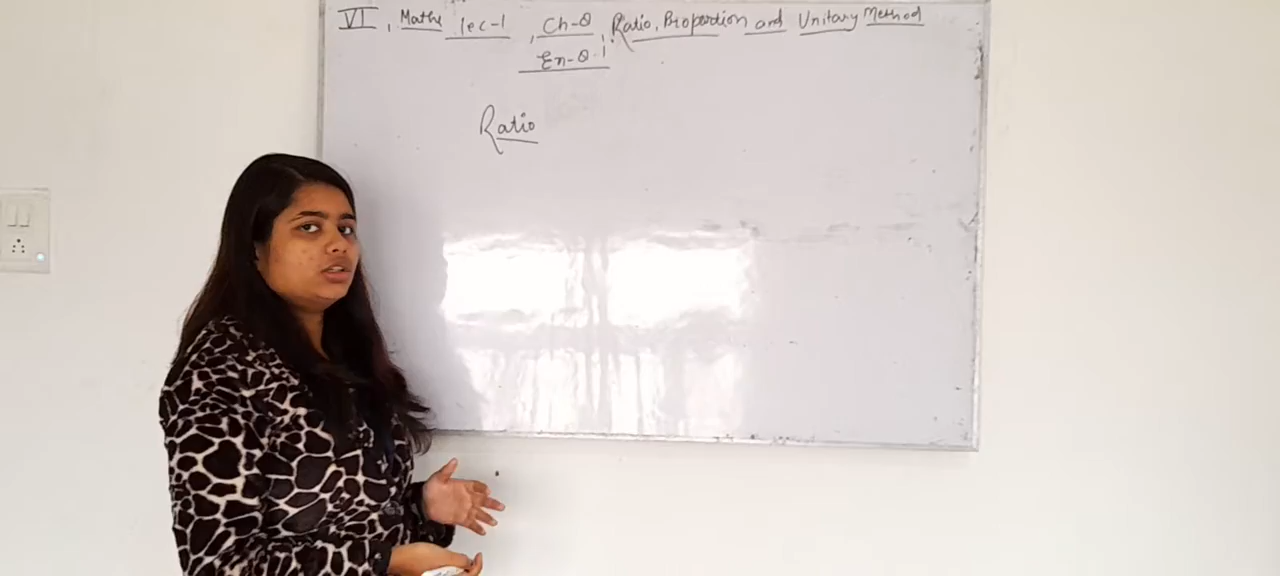 VI, Maths lec-1, Ch-8, Ratio, Proportion and Unitary Method
Ex-8.1
Ratio